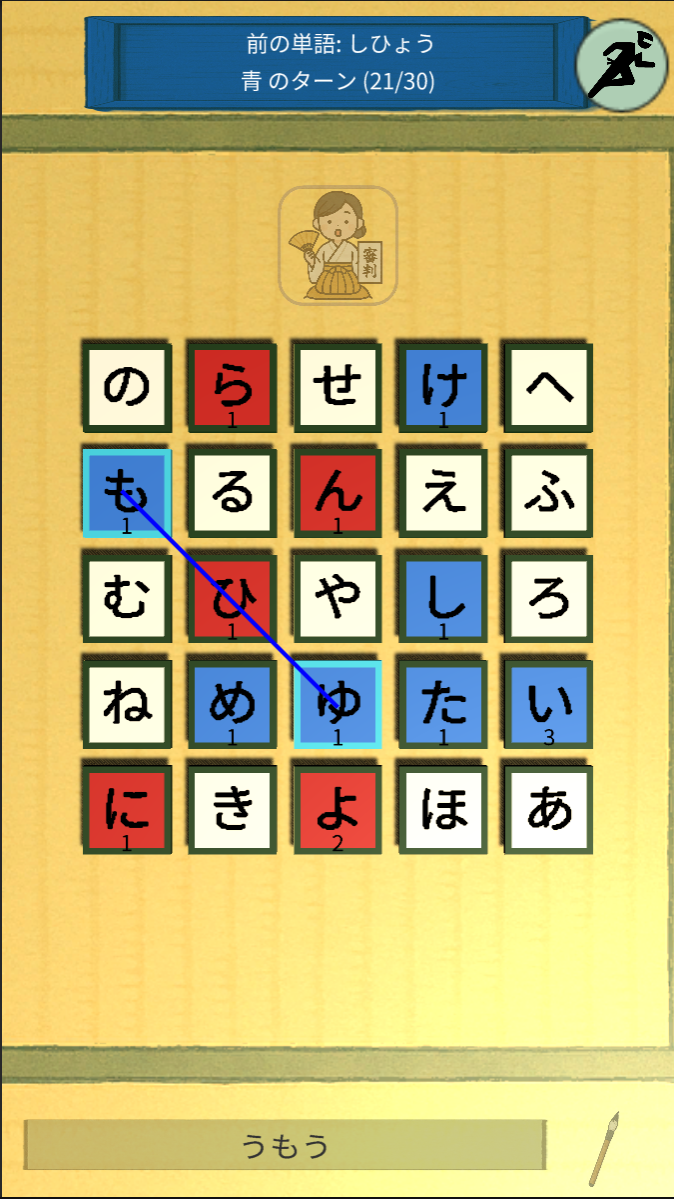 前の単語: しひょう
青 のターン (21/30)
審判
の ら せ け へ
1 1
も る ん え ふ
1 1
む ひ や し ろ
1 1
ね め ゆ た い
1 1 1 3
に き よ ほ あ
1 2
うもう